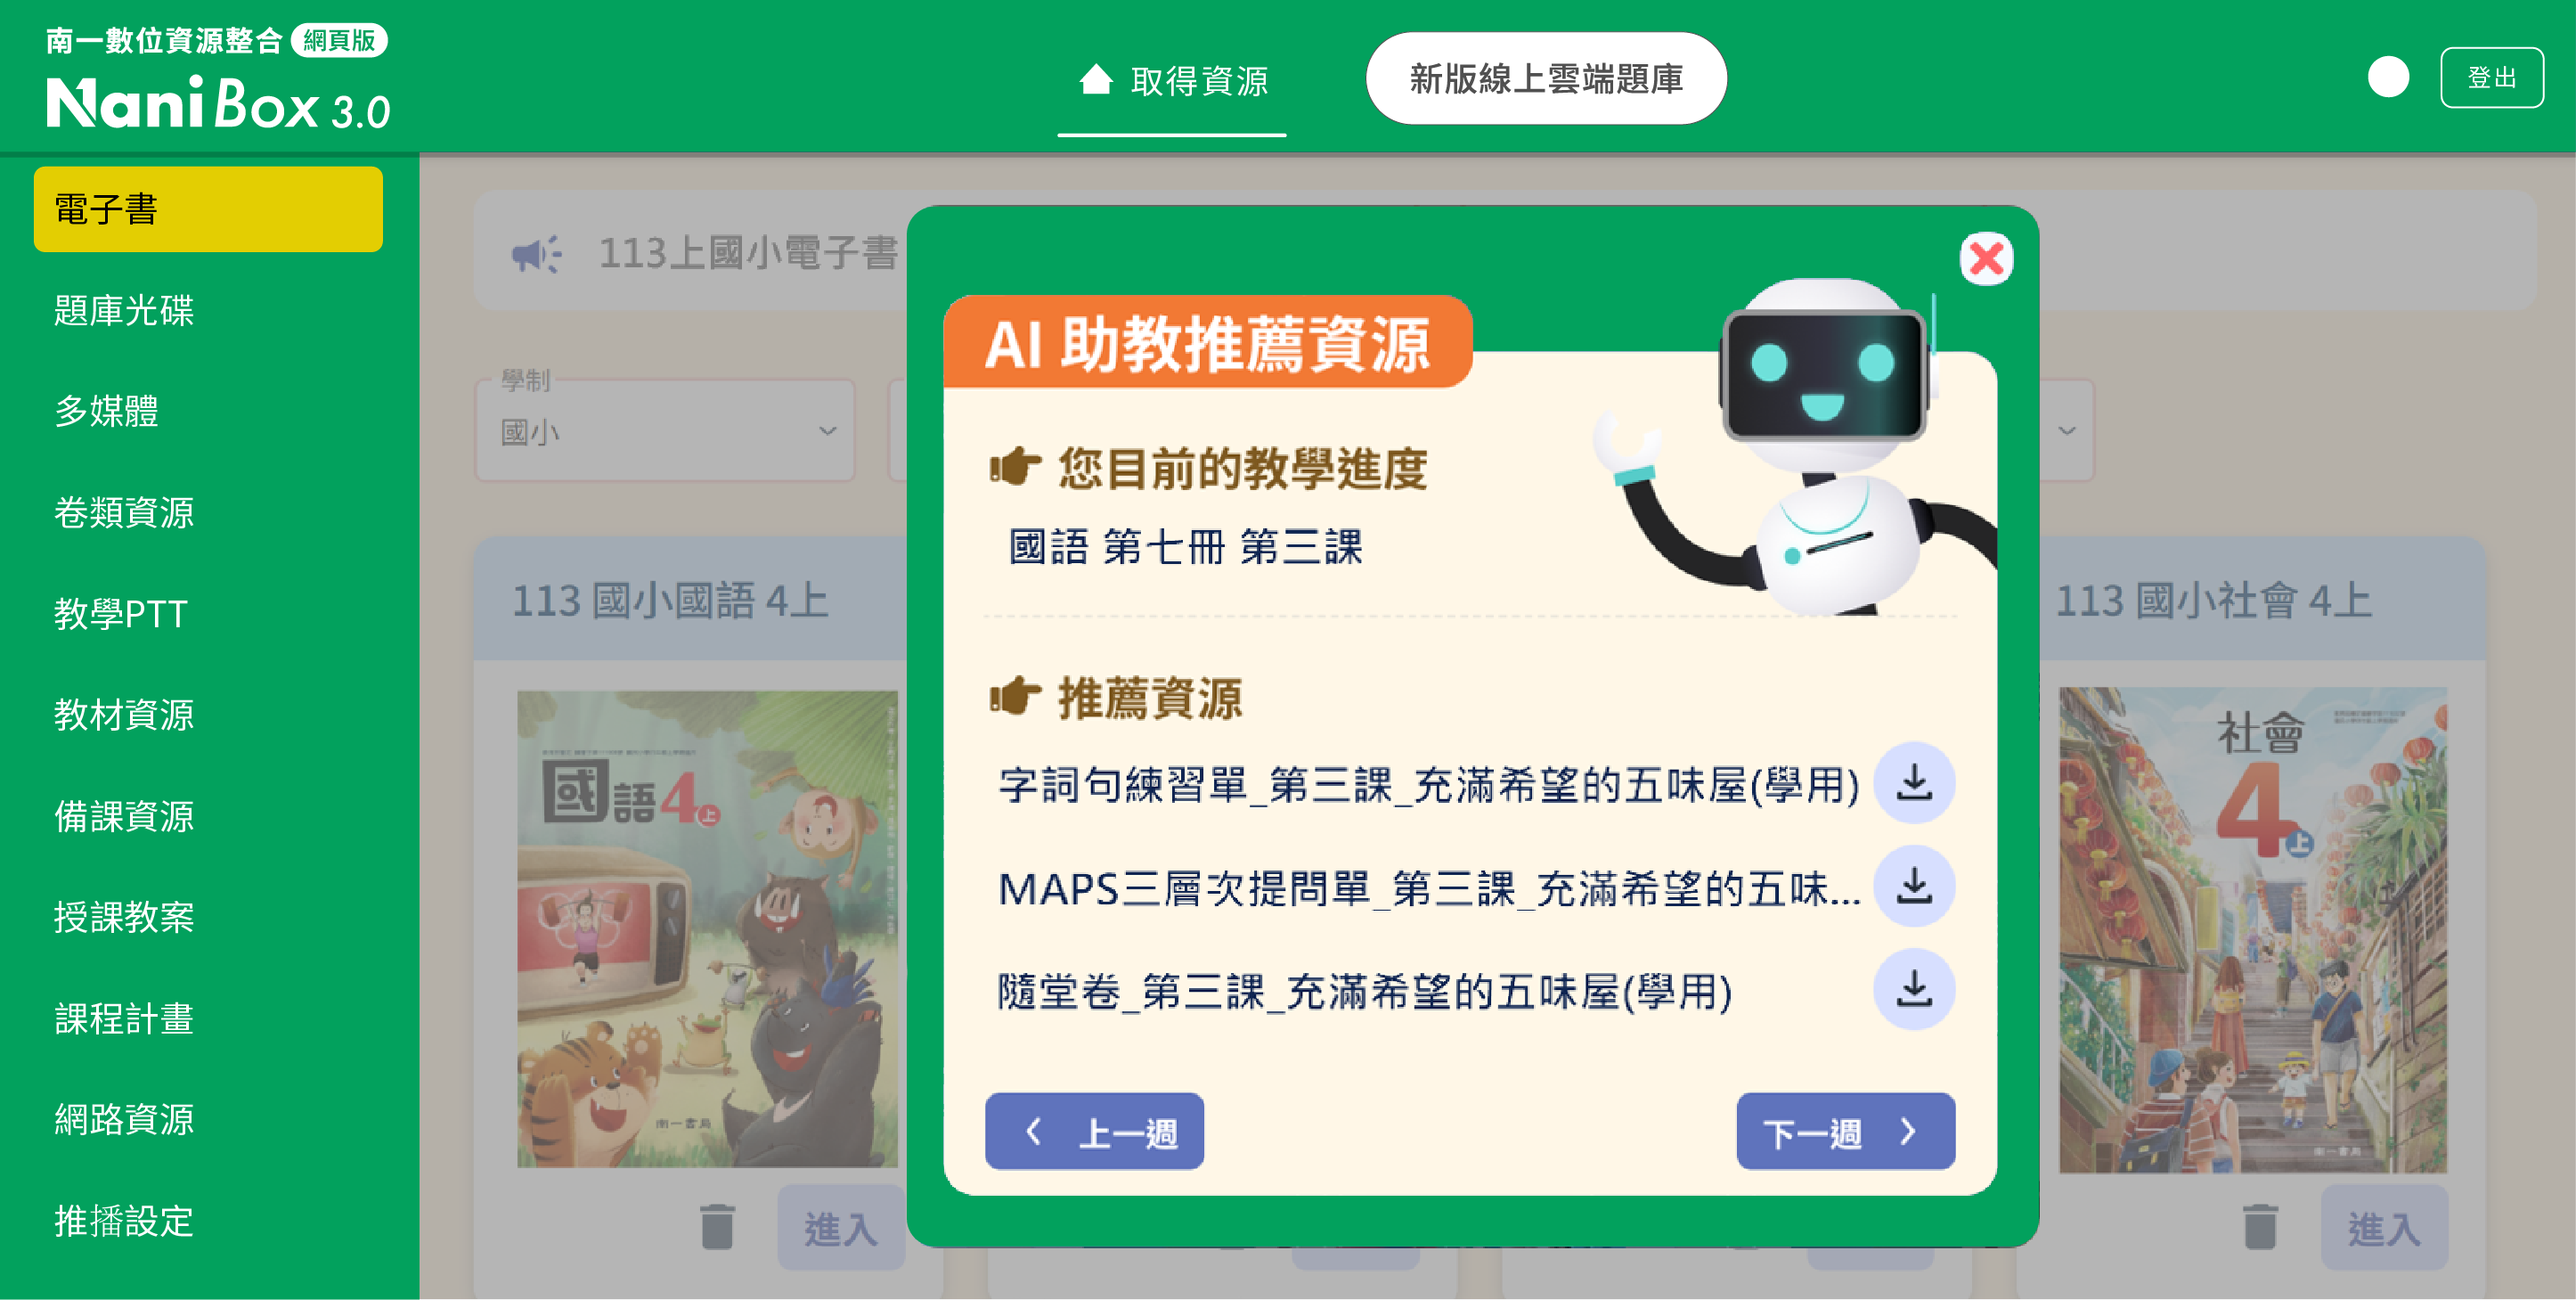 南一數位資源整合 網頁版
NaniBox 3.0
取得資源
新版線上雲端題庫
登出
電子書
題庫光碟
多媒體
卷類資源
教學PTT
教材資源
備課資源
授課教案
課程計畫
網路資源
推播設定
113上國小電子書
學制
國小
113 國小國語 4上
國語4上
南一書局
進入
AI 助教推薦資源
您目前的教學進度
國語 第七冊 第三課
推薦資源
字詞句練習單_第三課_充滿希望的五味屋(學用)
MAPS三層次提問單_第三課_充滿希望的五味...
隨堂卷_第三課_充滿希望的五味屋(學用)
上一週
下一週
113 國小社會 4上
社會
4上
南一書局
進入